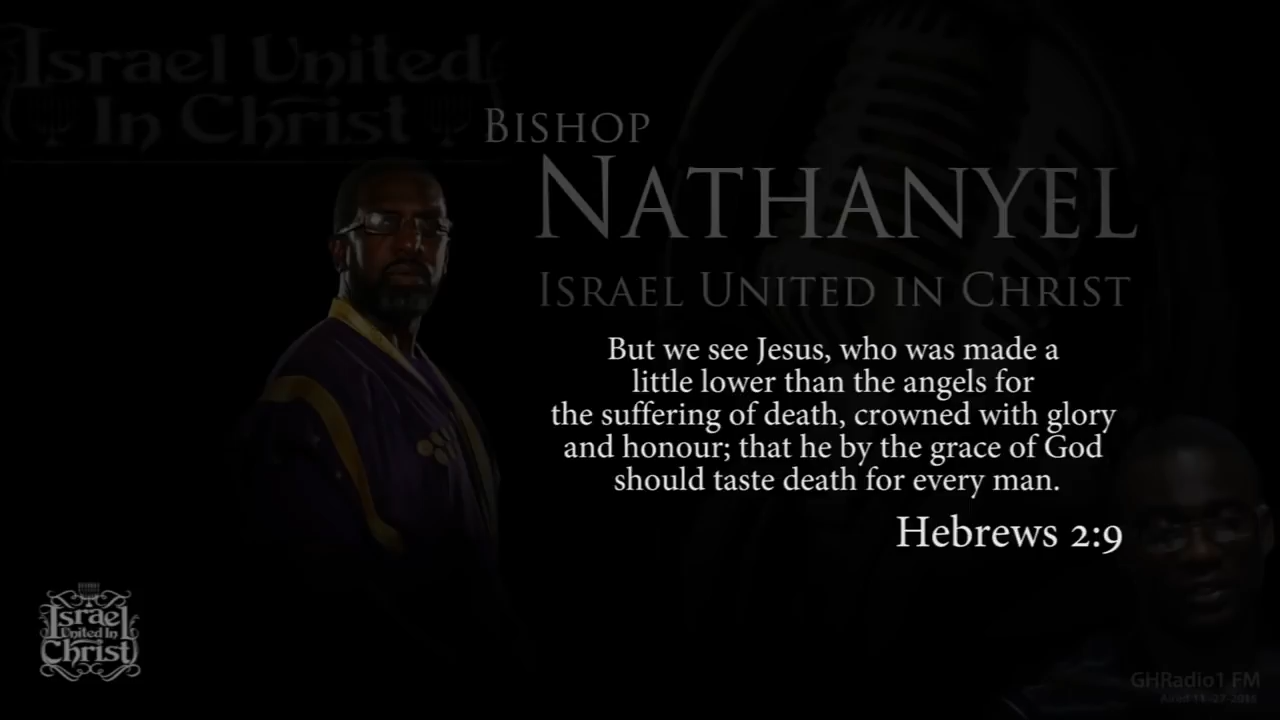 Israel United
In Christ
BISHOP
NATHANYEL
ISRAEL UNITED IN CHRIST
But we see Jesus, who was made a
little lower than the angels for
the suffering of death, crowned with glory
and honour; that he by the grace of God
should taste death for every man.
Hebrews 2:9
Israel
United In
Christ
GHRadio1 FM